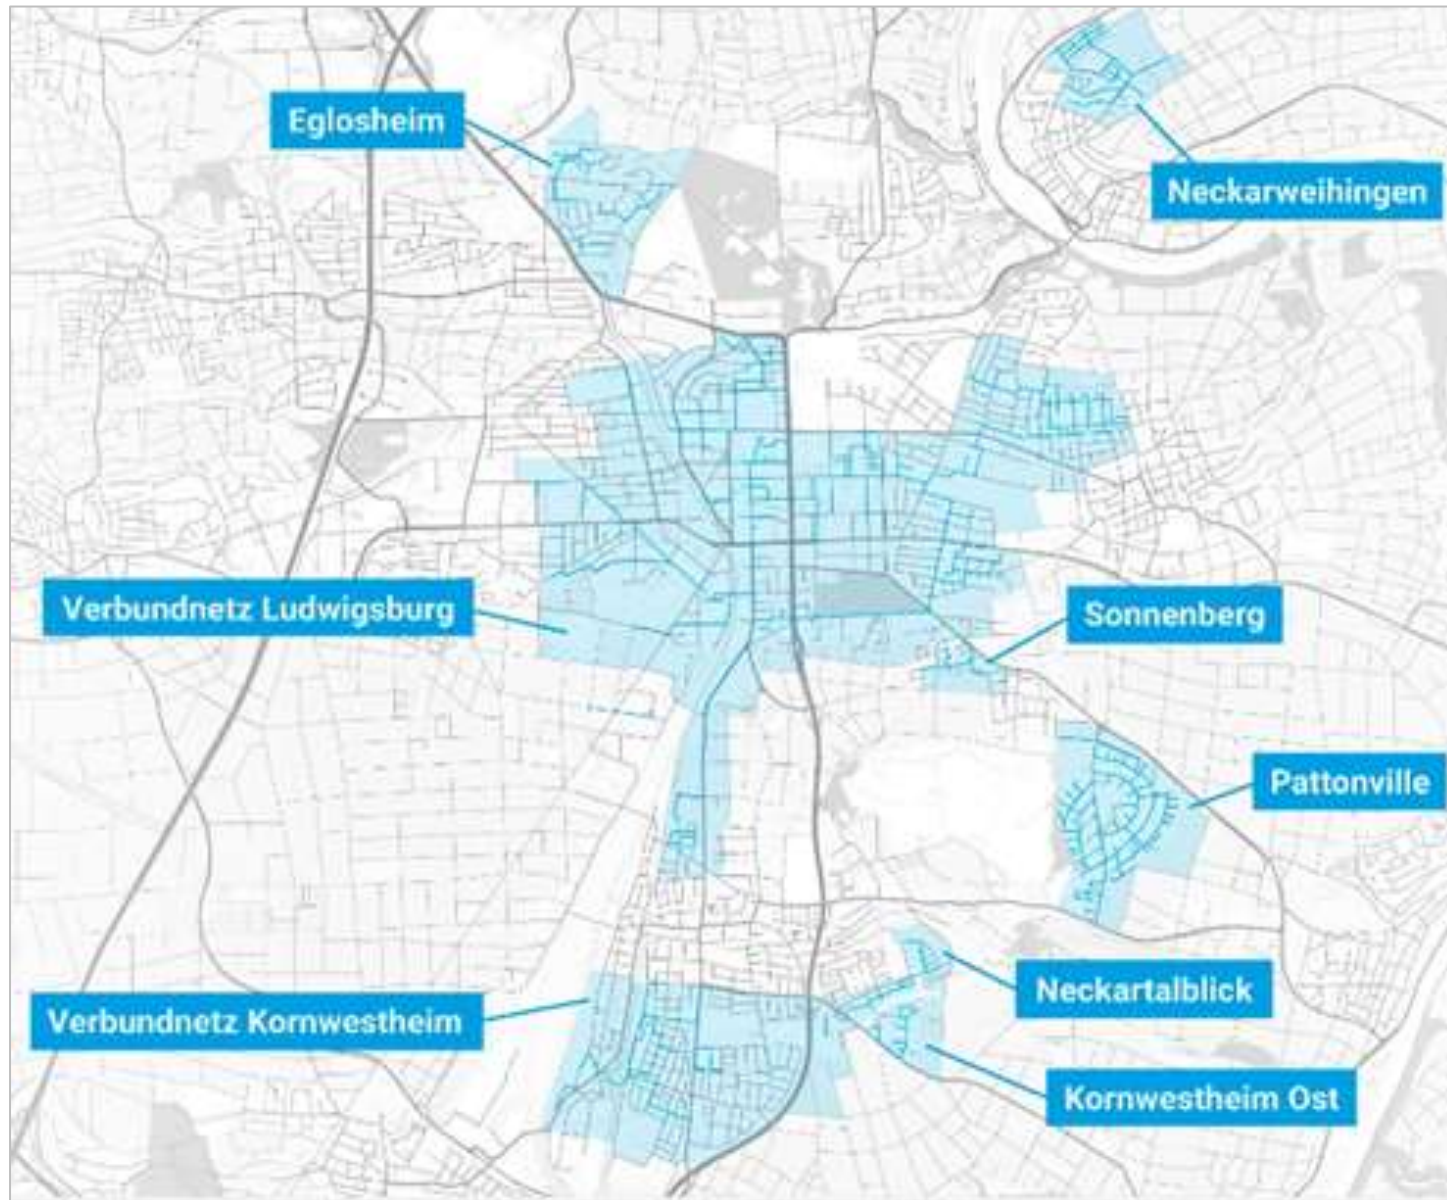 Eglosheim
Neckarweihingen
Verbundnetz Ludwigsburg
Sonnenberg
Pattonville
Neckartalblick
Verbundnetz Kornwestheim
Kornwestheim Ost